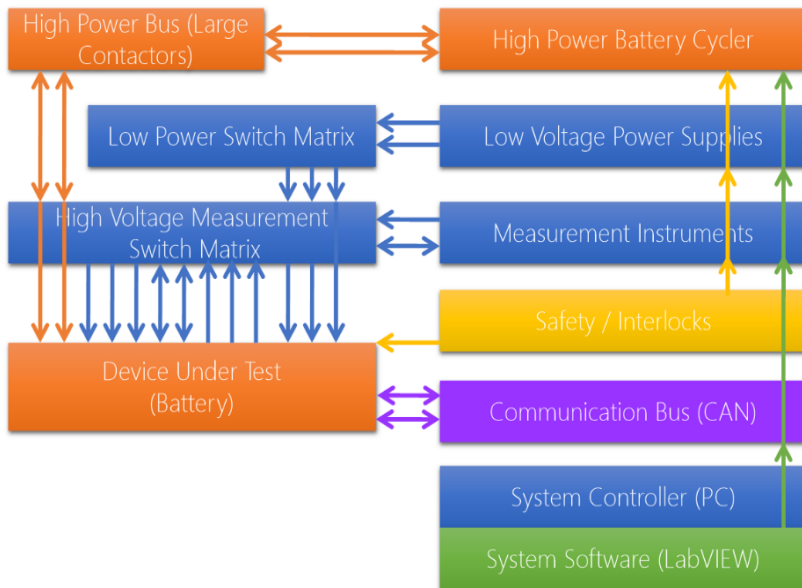 High Power Bus (Large
Contactors)
High Power Battery Cycler
Low Power Switch Matrix
Low Voltage Power Supplies
High Voltage Measurement
Switch Matrix
Measurement Instruments
Safety / Interlocks
Device Under Test
(Battery)
Communication Bus (CAN)
System Controller (PC)
System Software (LabVIEW)